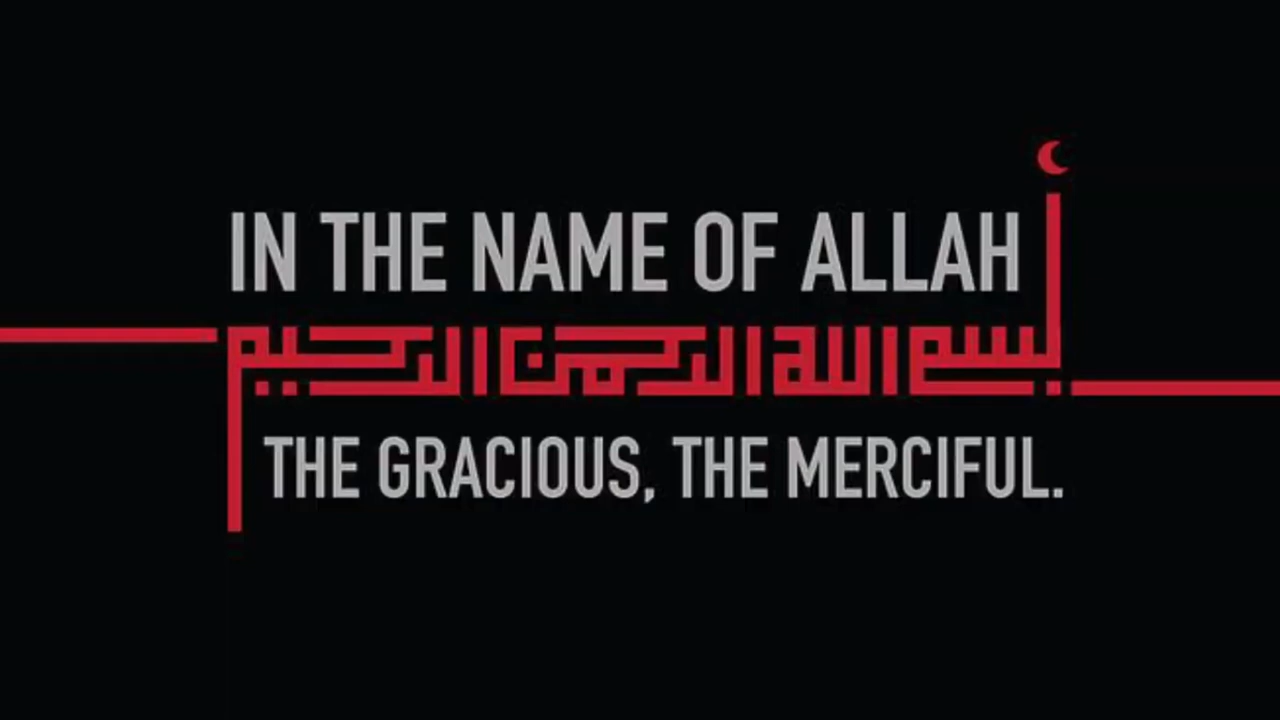 IN THE NAME OF ALLAH
بسم الله الرحمن الرحيم
THE GRACIOUS, THE MERCIFUL.